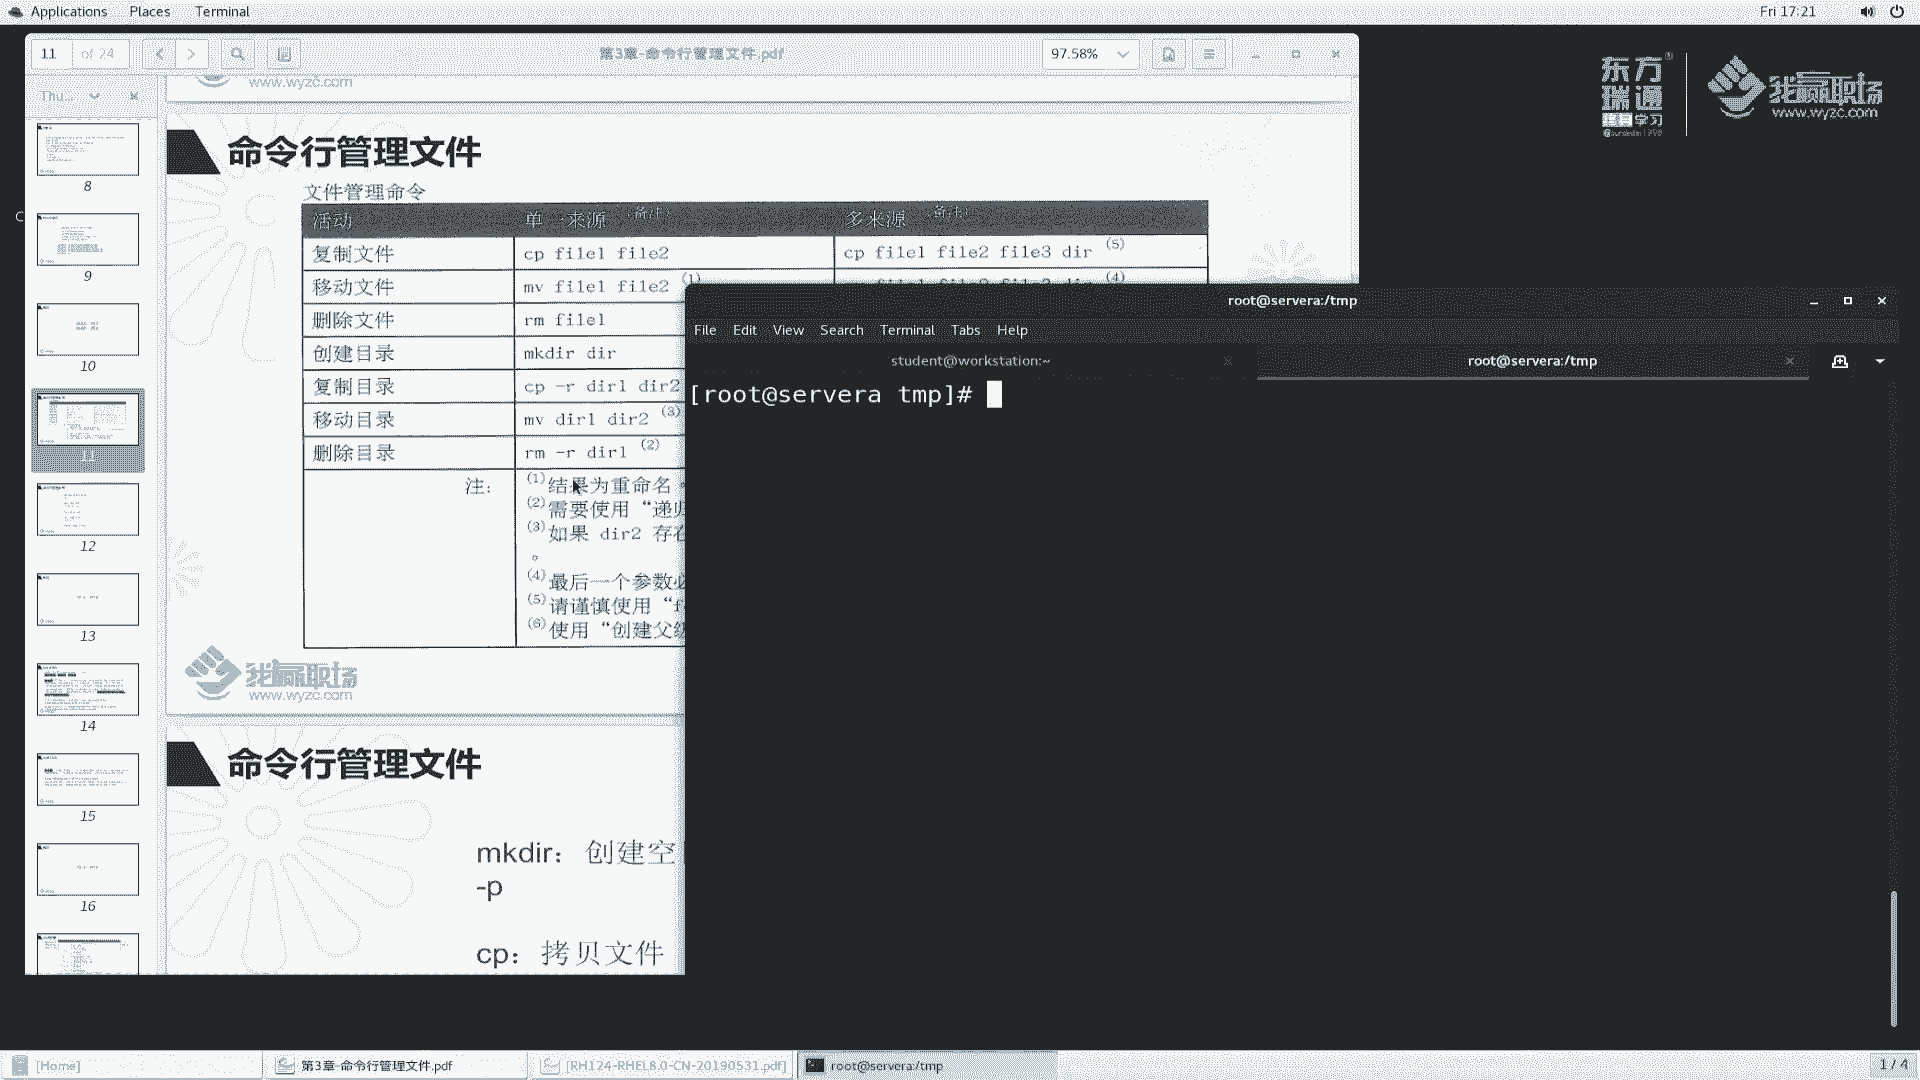 Applications Places Terminal
Fri 17:21
11 of 24
第3章-命令行管理文件.pdf
97.58%
Thu...
www.wyzc.com
东方瑞通
学习
我赢职场
www.wyzc.com
8
9
10
11
12
13
14
15
16
命令行管理文件
文件管理命令
活动 单一来源 (备注) 多来源 (备注)
复制文件 cp file1 file2 cp file1 file2 file3 dir (5)
移动文件 mv file1 file2 (1) (4)
删除文件 rm file1
创建目录 mkdir dir
复制目录 cp -r dir1 dir2
移动目录 mv dir1 dir2 (3)
删除目录 rm -r dir1 (2)
注: (1)结果为重命名。
(2)需要使用“递归
(3)如果 dir2 存在
。
(4)最后一个参数必
(5)请谨慎使用“f
(6)使用“创建父级
我赢职场
www.wyzc.com
命令行管理文件
mkdir: 创建空
-p
cp: 拷贝文件
root@servera:/tmp
File Edit View Search Terminal Tabs Help
student@workstation:~
root@servera:/tmp
[root@servera tmp]#
[Home]
第3章-命令行管理文件.pdf
[RH124-RHEL8.0-CN-20190531.pdf]
root@servera:/tmp
1 / 4